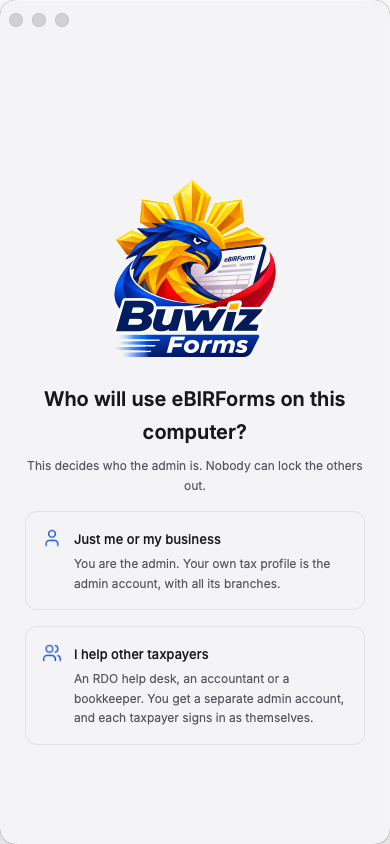 eBIRForms
Buwiz
Forms
Who will use eBIRForms on this
computer?
This decides who the admin is. Nobody can lock the others
out.
Just me or my business
You are the admin. Your own tax profile is the
admin account, with all its branches.
I help other taxpayers
An RDO help desk, an accountant or a
bookkeeper. You get a separate admin account,
and each taxpayer signs in as themselves.